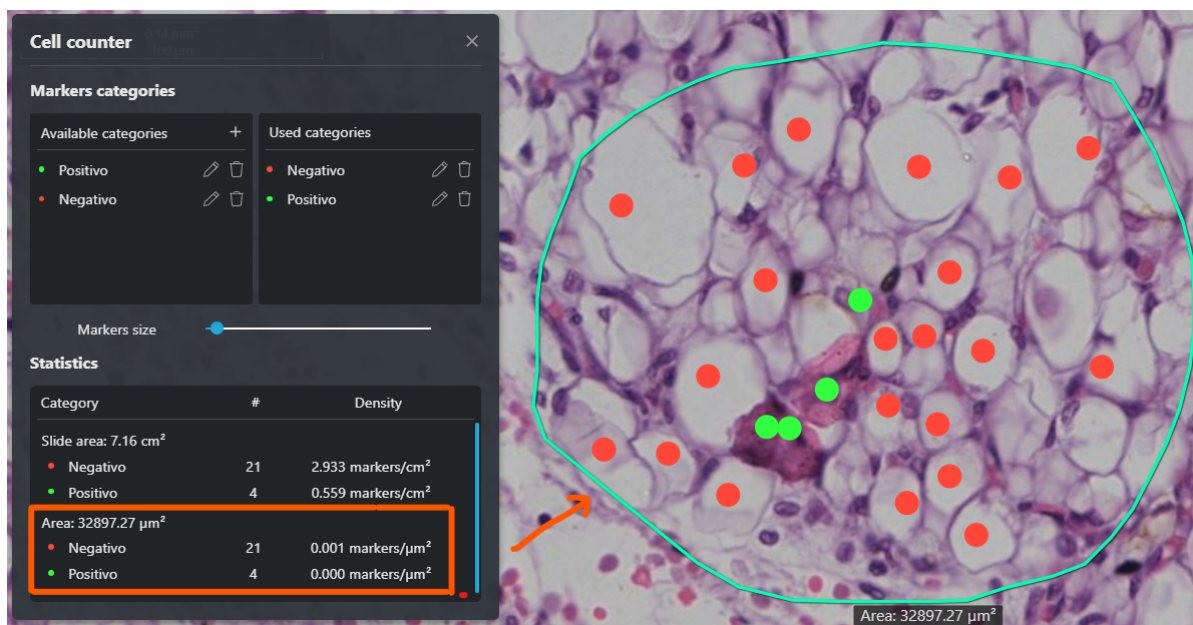 Cell counter
Markers categories
Available categories +
Positivo
Negativo
Used categories
Negativo
Positivo
Markers size
Statistics
Category # Density
Slide area: 7.16 cm²
Negativo 21 2.933 markers/cm²
Positivo 4 0.559 markers/cm²
Area: 32897.27 µm²
Negativo 21 0.001 markers/µm²
Positivo 4 0.000 markers/µm²
Area: 32897.27 µm²